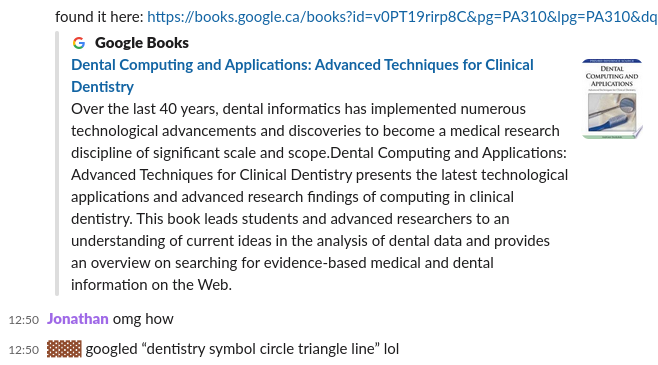 found it here: https://books.google.ca/books?id=v0PT19rirp8C&pg=PA310&lpg=PA310&dq
Google Books
Dental Computing and Applications: Advanced Techniques for Clinical
Dentistry
Over the last 40 years, dental informatics has implemented numerous
technological advancements and discoveries to become a medical research
discipline of significant scale and scope.Dental Computing and Applications:
Advanced Techniques for Clinical Dentistry presents the latest technological
applications and advanced research findings of computing in clinical
dentistry. This book leads students and advanced researchers to an
understanding of current ideas in the analysis of dental data and provides
an overview on searching for evidence-based medical and dental
information on the Web.
DENTAL
COMPUTING AND
APPLICATIONS
12:50 Jonathan omg how
12:50 googled “dentistry symbol circle triangle line” lol